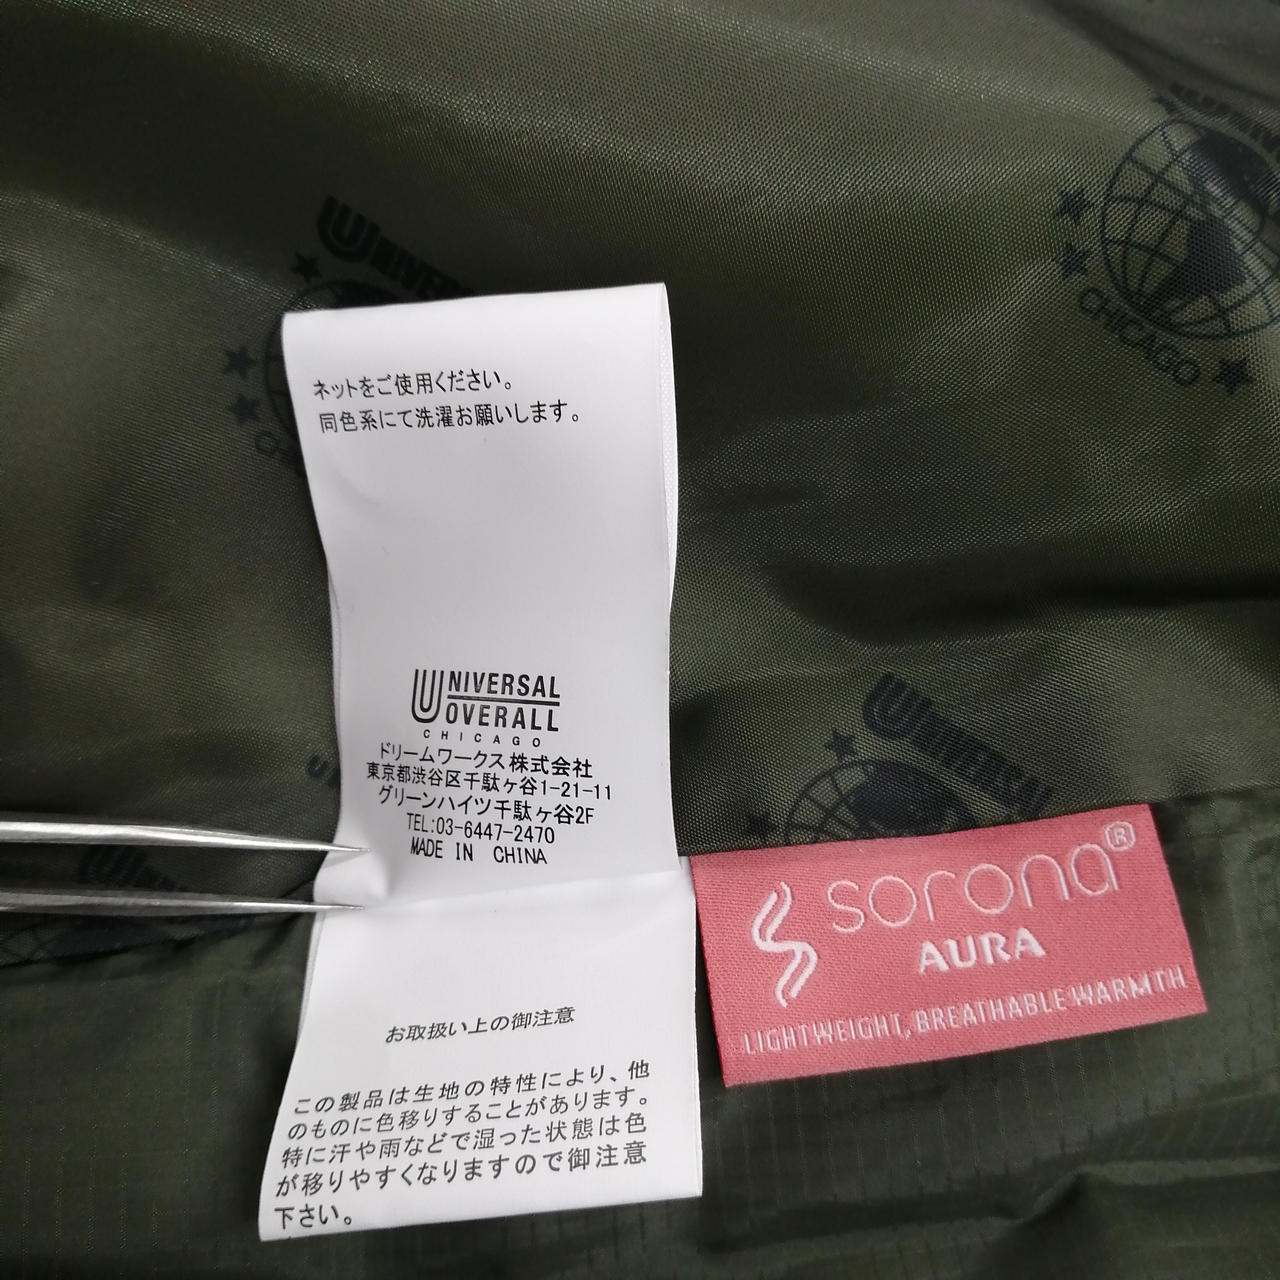 UNIVERS
CHICAGO
ネットをご使用ください。
同色系にて洗濯お願いします。
UNIVERSAL
OVERALL
CHICAGO
ドリームワークス株式会社
東京都渋谷区千駄ヶ谷1-21-11
グリーンハイツ千駄ヶ谷2F
TEL:03-6447-2470
MADE IN CHINA
お取扱い上の御注意
この製品は生地の特性により、他
のものに色移りすることがあります。
特に汗や雨などで湿った状態は色
が移りやすくなりますので御注意
下さい。
sorona®
AURA
LIGHTWEIGHT, BREATHABLE WARMTH